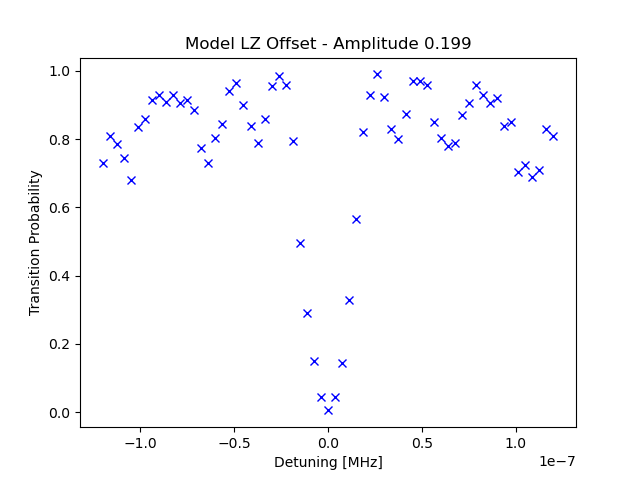 Model LZ Offset - Amplitude 0.199
1.0
0.8
0.6
0.4
0.2
0.0
Transition Probability
−1.0 −0.5 0.0 0.5 1.0
1e−7
Detuning [MHz]